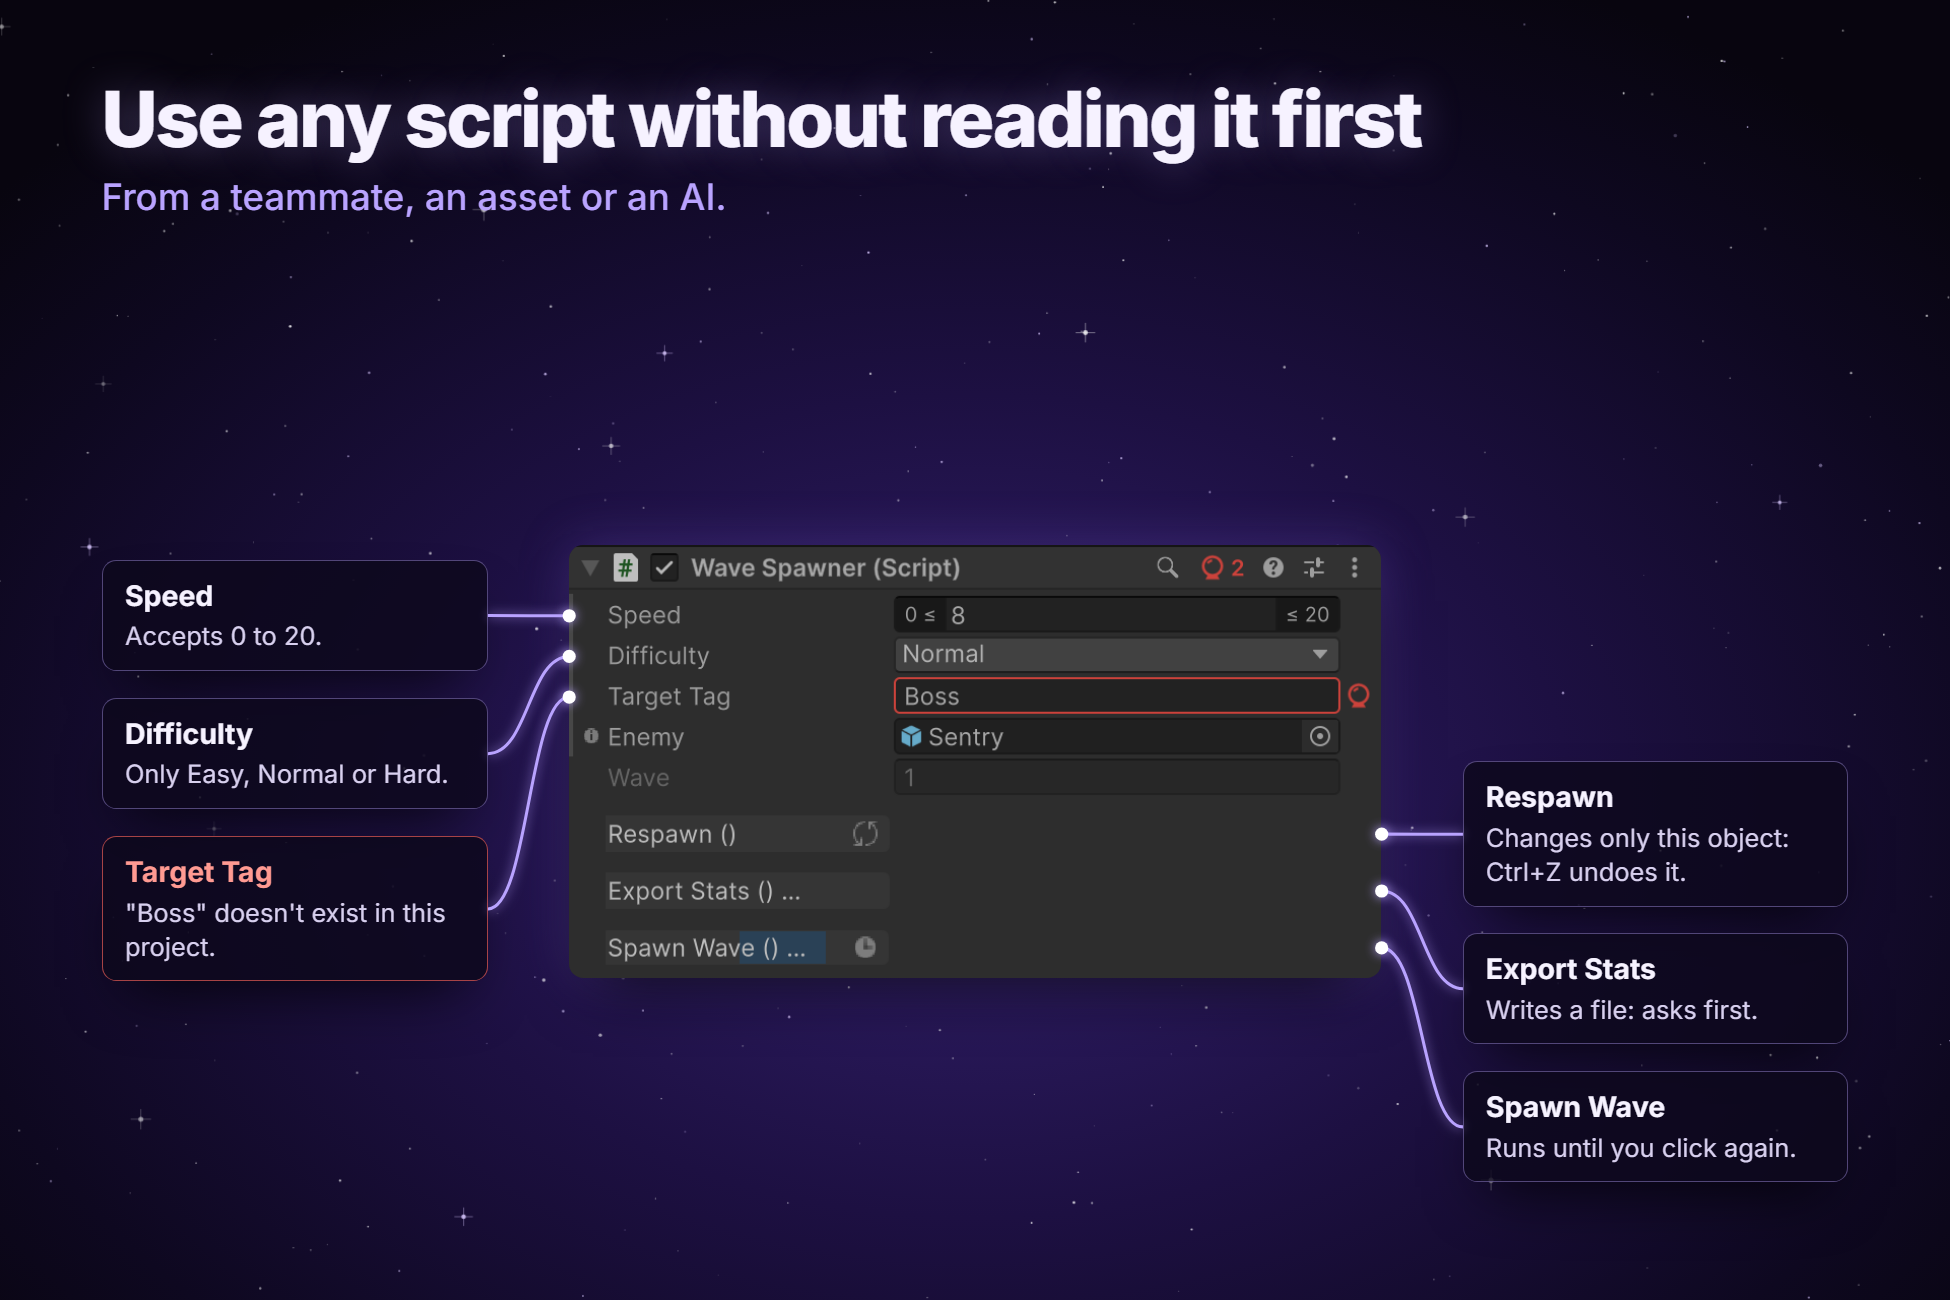 Use any script without reading it first
From a teammate, an asset or an AI.
Speed
Accepts 0 to 20.
Difficulty
Only Easy, Normal or Hard.
Target Tag
"Boss" doesn't exist in this
project.
# Wave Spawner (Script) 2 ?
Speed 0 ≤ 8 ≤ 20
Difficulty Normal
Target Tag Boss
Enemy Sentry
Wave 1
Respawn ()
Export Stats () ...
Spawn Wave () ...
Respawn
Changes only this object:
Ctrl+Z undoes it.
Export Stats
Writes a file: asks first.
Spawn Wave
Runs until you click again.